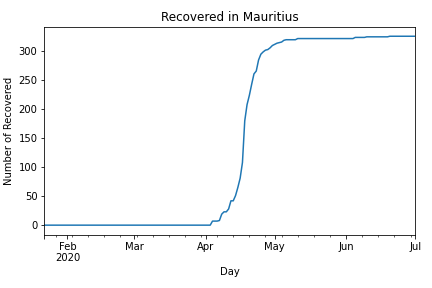 Recovered in Mauritius
Number of Recovered
300
250
200
150
100
50
0
Feb
2020
Mar
Apr
May
Jun
Jul
Day